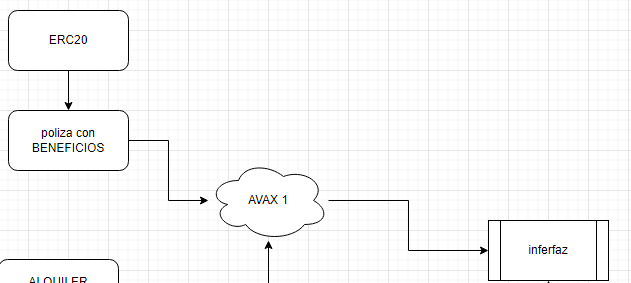 ERC20
poliza con
BENEFICIOS
AVAX 1
inferfaz
ALQUILER